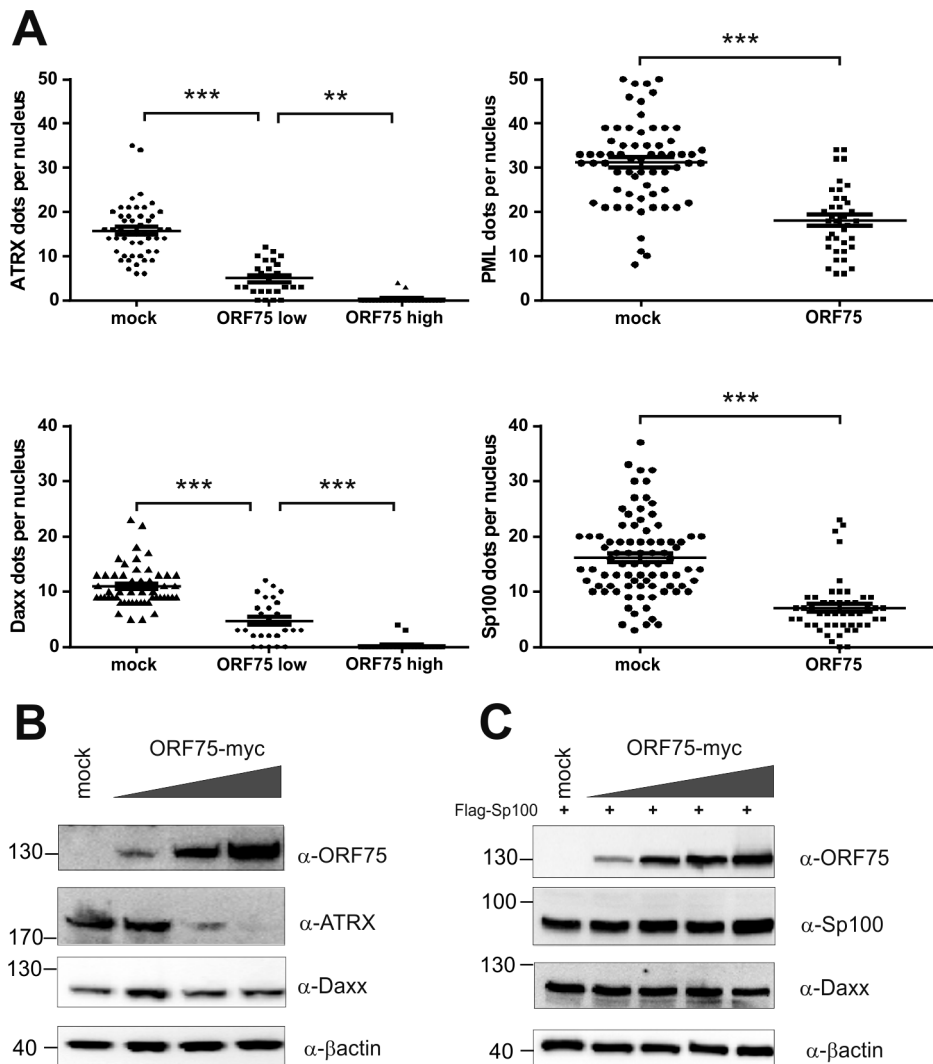 A
ATRX dots per nucleus
50
40
30
20
10
0
*** **
mock ORF75 low ORF75 high
PML dots per nucleus
50
40
30
20
10
0
***
mock ORF75
Daxx dots per nucleus
40
30
20
10
0
*** ***
mock ORF75 low ORF75 high
Sp100 dots per nucleus
40
30
20
10
0
***
mock ORF75
B
mock
ORF75-myc
130 α-ORF75
170 α-ATRX
130 α-Daxx
40 α-βactin
C
mock
ORF75-myc
Flag-Sp100 + + + + +
130 α-ORF75
100 α-Sp100
130 α-Daxx
40 α-βactin